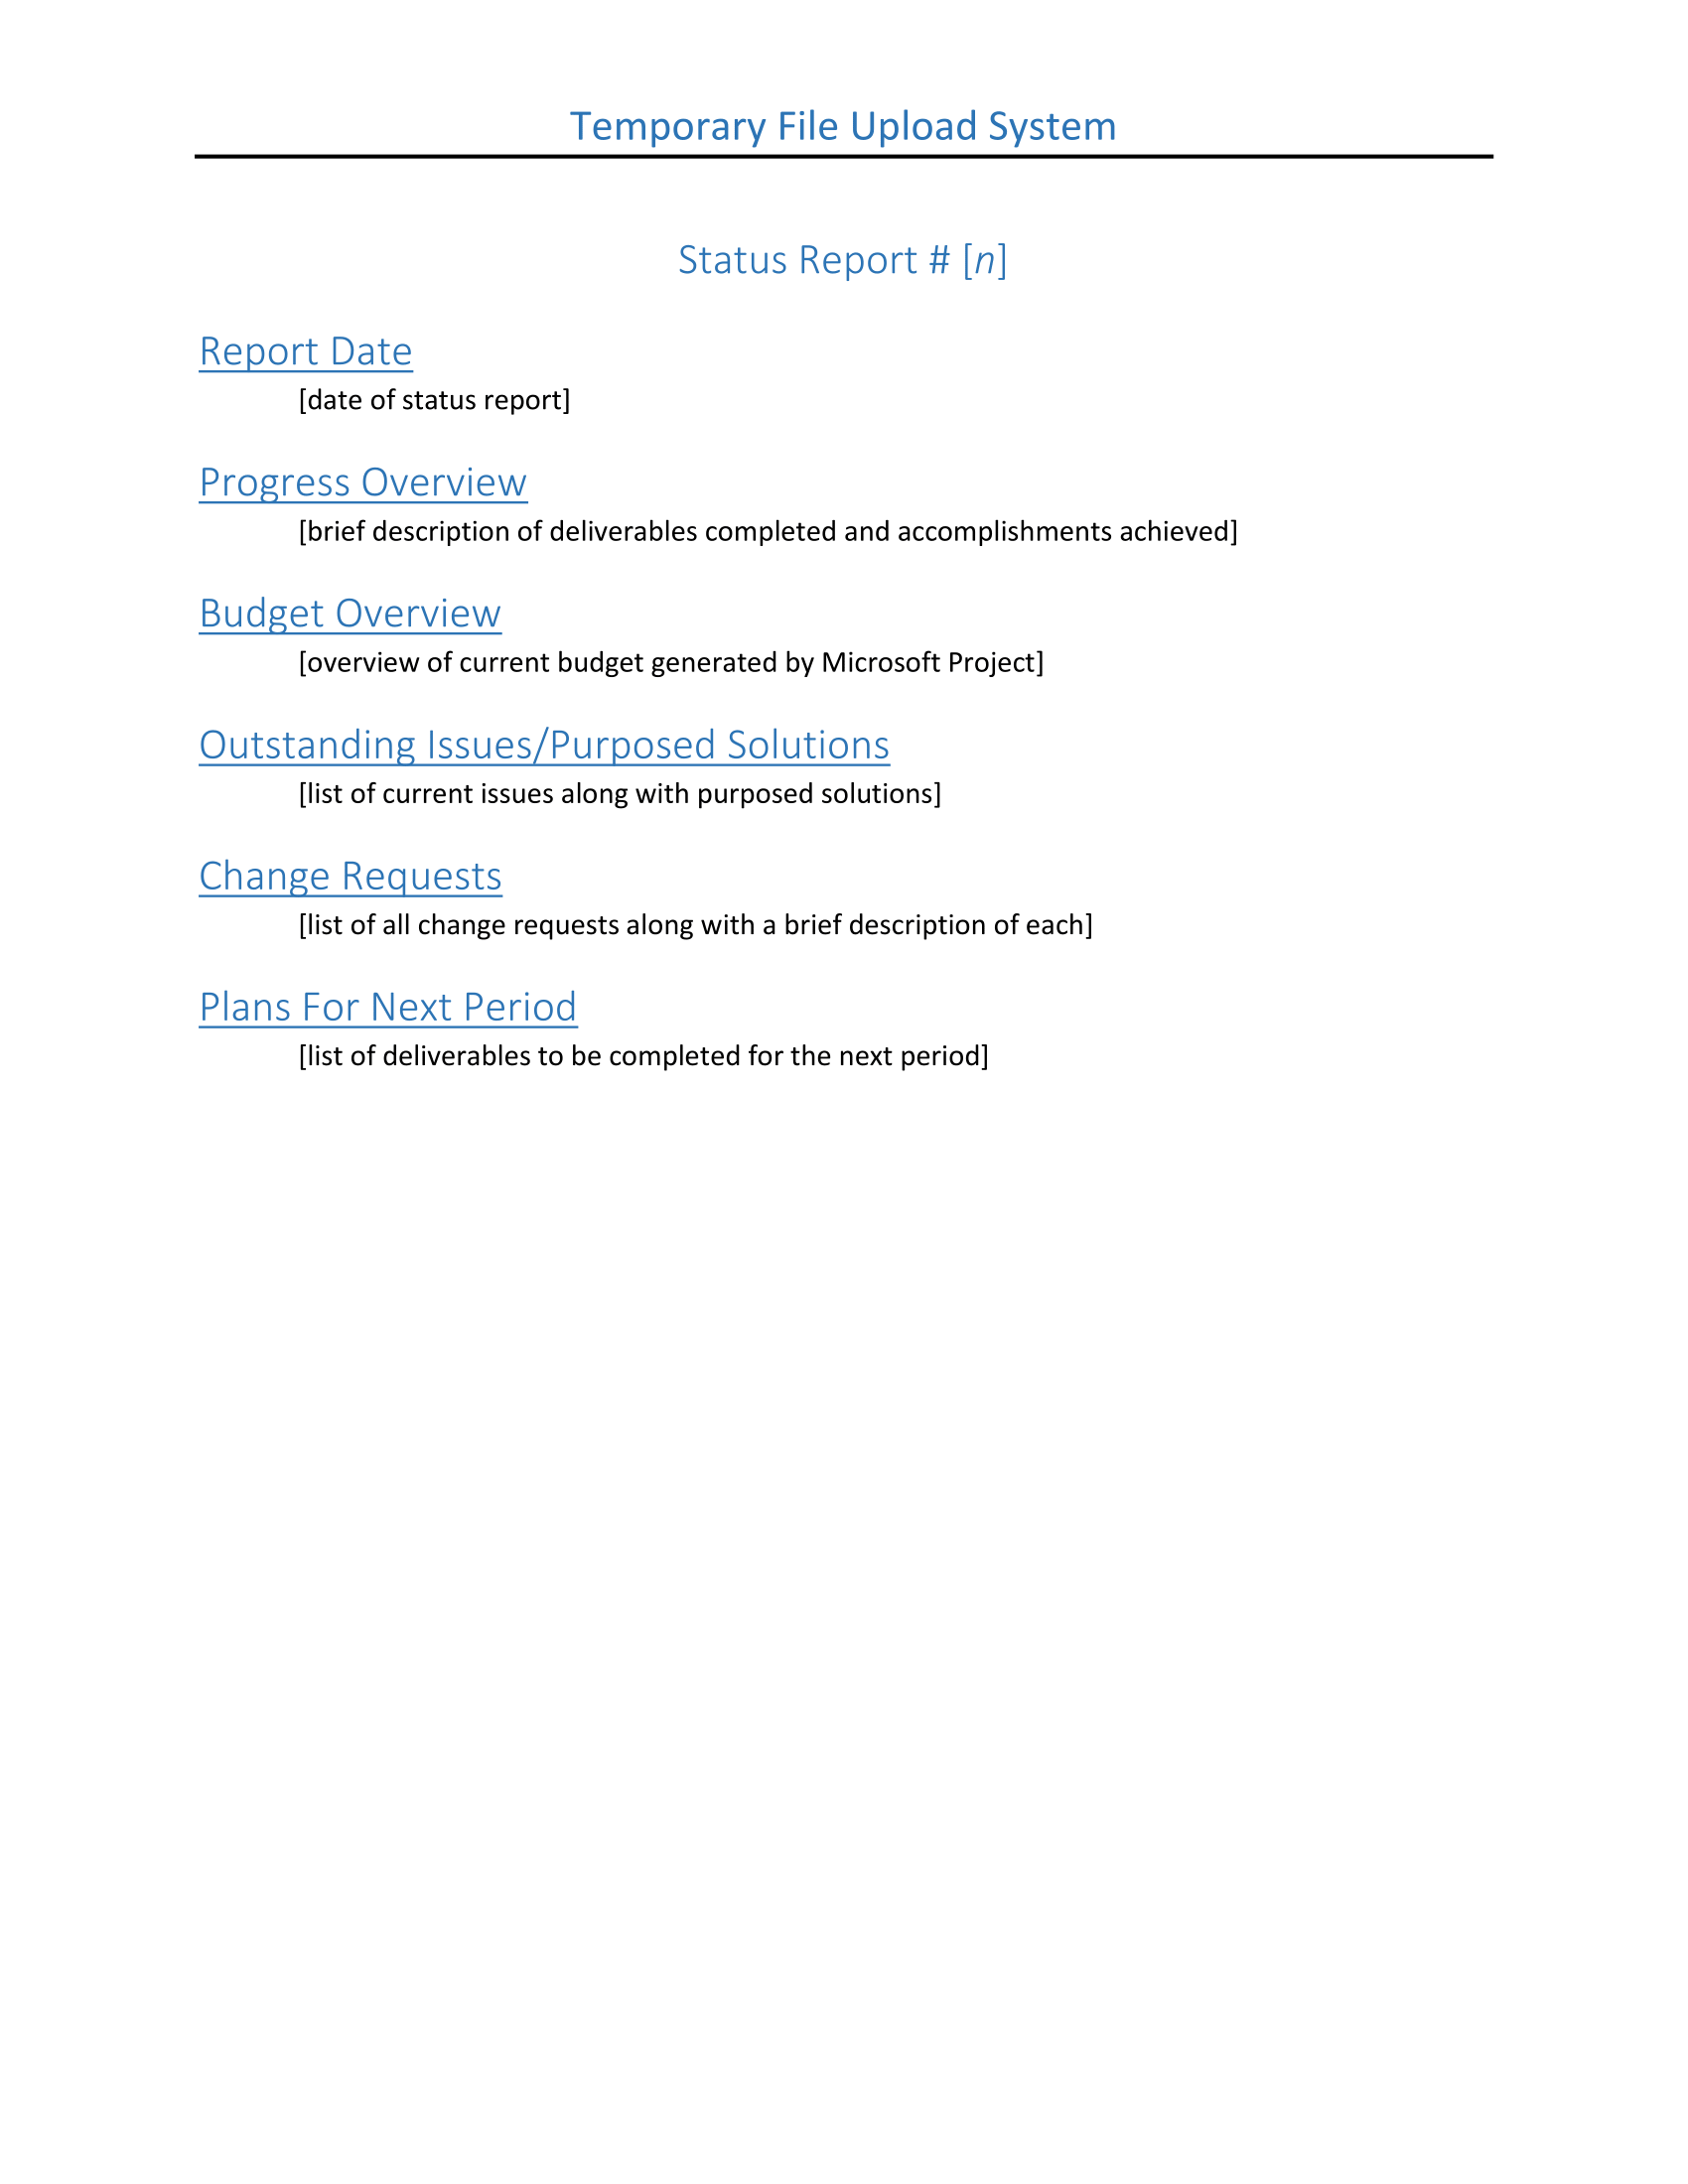 Temporary File Upload System
Status Report # [n]
Report Date
[date of status report]
Progress Overview
[brief description of deliverables completed and accomplishments achieved]
Budget Overview
[overview of current budget generated by Microsoft Project]
Outstanding Issues/Purposed Solutions
[list of current issues along with purposed solutions]
Change Requests
[list of all change requests along with a brief description of each]
Plans For Next Period
[list of deliverables to be completed for the next period]